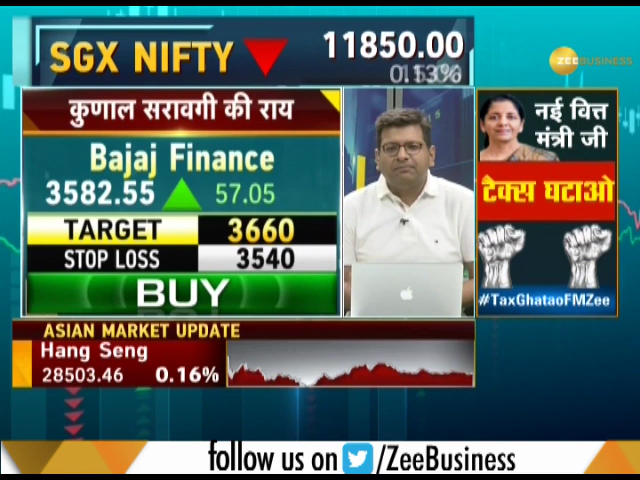 SGX NIFTY
11850.00
ZEEBUSINESS
कुणाल सरावगी की राय
Bajaj Finance
3582.55 57.05
TARGET 3660
STOP LOSS 3540
BUY
नई वित्त
मंत्री जी
टैक्स घटाओ
#TaxGhataoFMZee
ASIAN MARKET UPDATE
Hang Seng
28503.46 0.16%
follow us on /ZeeBusiness